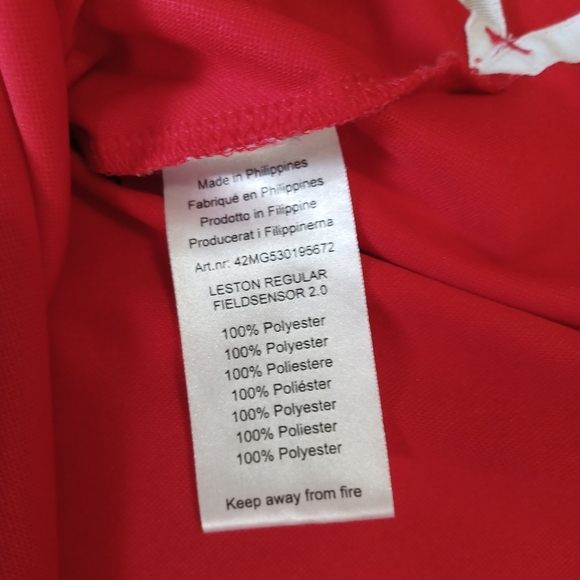 Made in Philippines
Fabriqué en Philippines
Prodotto in Filippine
Producerat i Filippinerna
Art.nr: 42MG530195672
LESTON REGULAR
FIELDSENSOR 2.0
100% Polyester
100% Polyester
100% Poliestere
100% Poliéster
100% Polyester
100% Poliester
100% Polyester
Keep away from fire